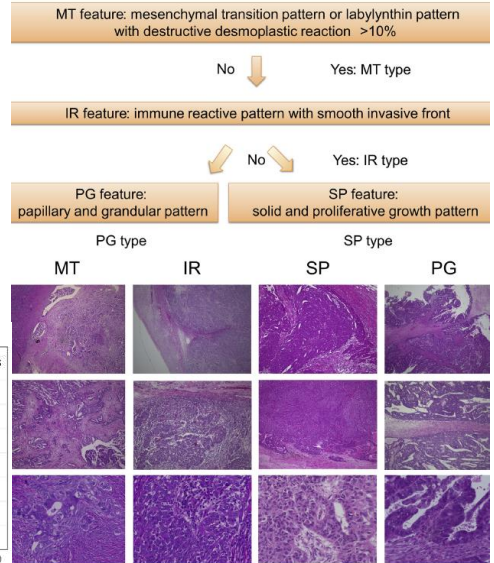 MT feature: mesenchymal transition pattern or labylynthin pattern
with destructive desmoplastic reaction >10%
No Yes: MT type
IR feature: immune reactive pattern with smooth invasive front
No Yes: IR type
PG feature:
papillary and grandular pattern
SP feature:
solid and proliferative growth pattern
PG type SP type
MT IR SP PG